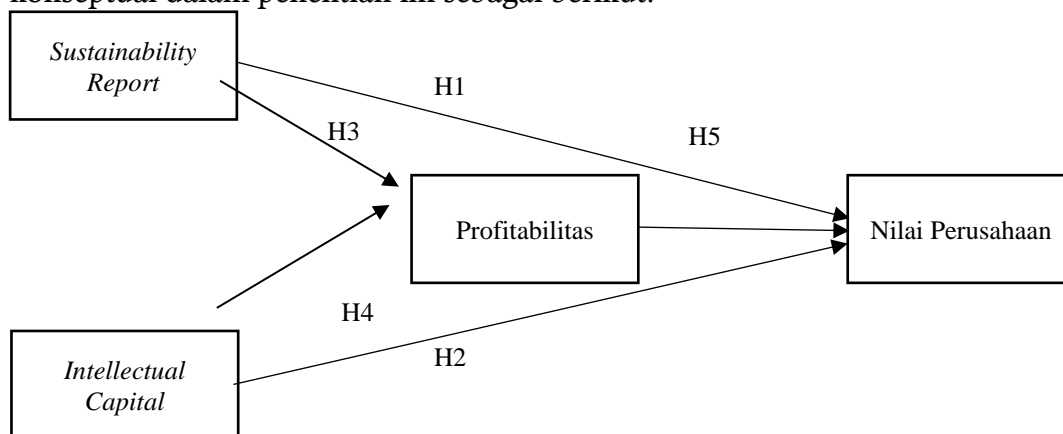 konseptual dalam penelitian ini sebagai berikut:
Sustainability
Report
H1
H3
H5
Profitabilitas
Nilai Perusahaan
H4
H2
Intellectual
Capital